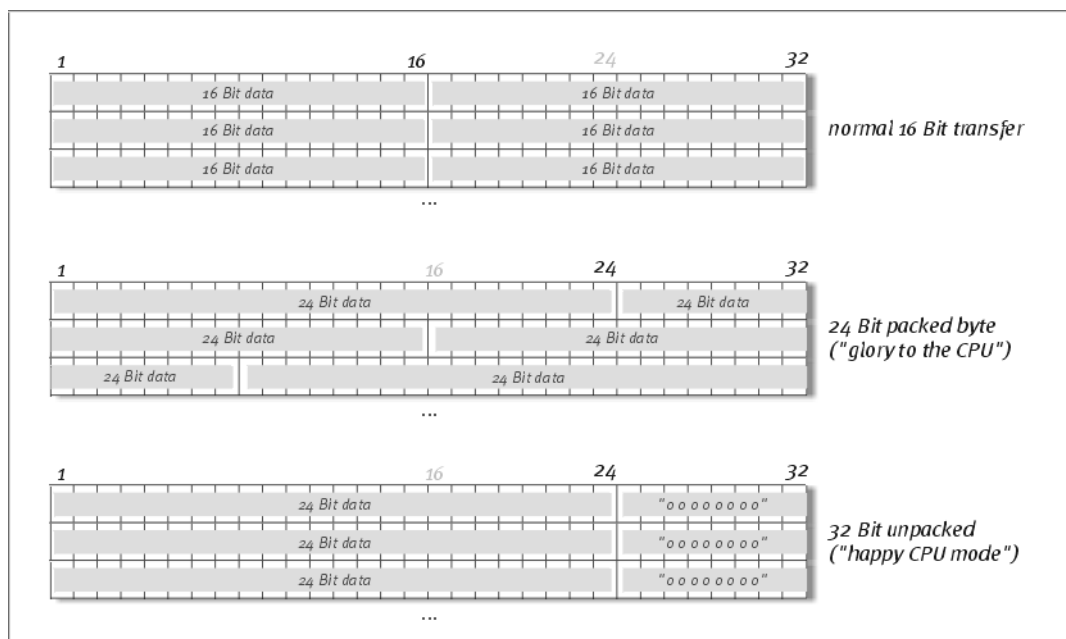 1 16 24 32
16 Bit data 16 Bit data
16 Bit data 16 Bit data
16 Bit data 16 Bit data
...
normal 16 Bit transfer
1 16 24 32
24 Bit data 24 Bit data
24 Bit data 24 Bit data
24 Bit data 24 Bit data
...
24 Bit packed byte
("glory to the CPU")
1 16 24 32
24 Bit data "0 0 0 0 0 0 0 0"
24 Bit data "0 0 0 0 0 0 0 0"
24 Bit data "0 0 0 0 0 0 0 0"
...
32 Bit unpacked
("happy CPU mode")